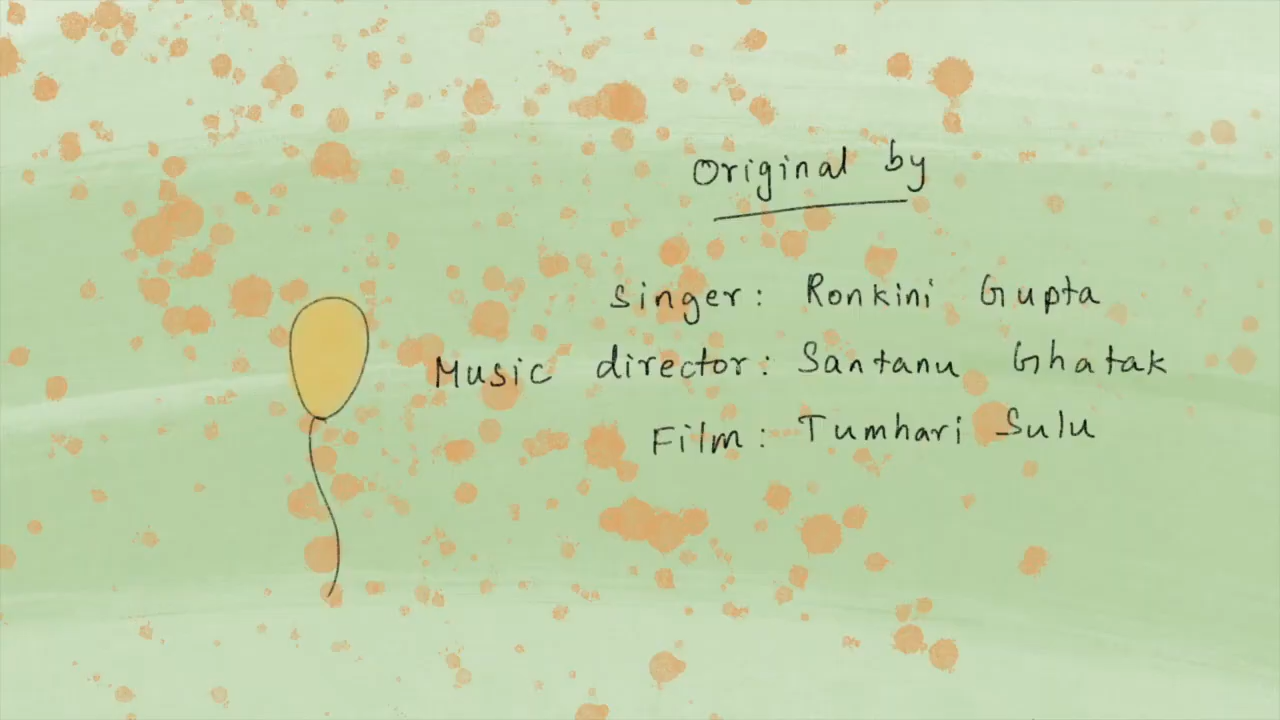 Original by
Singer: Ronkini Gupta
Music director: Santanu Ghatak
Film: Tumhari Sulu